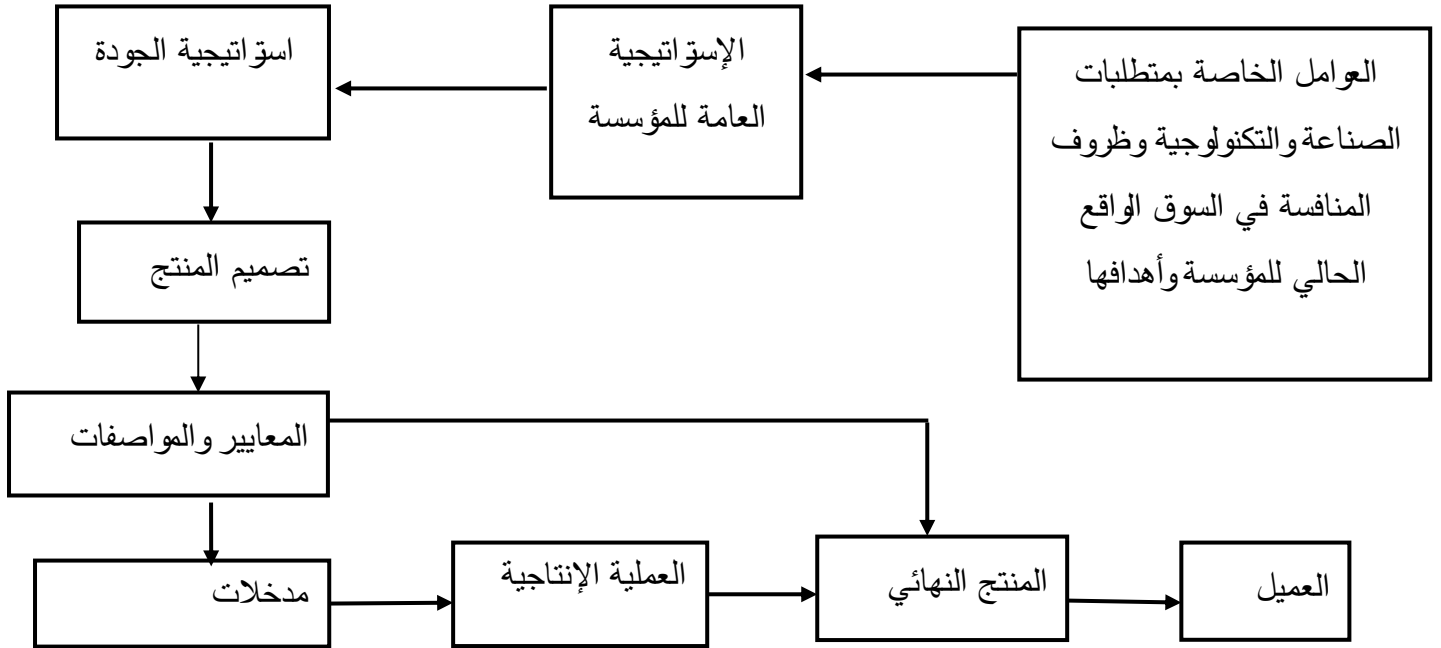 العوامل الخاصة بمتطلبات
الصناعة والتكنولوجية وظروف
المنافسة في السوق الواقع
الحالي للمؤسسة وأهدافها
الإستراتيجية
العامة للمؤسسة
استراتيجية الجودة
تصميم المنتج
المعايير والمواصفات
مدخلات
العملية الإنتاجية
المنتج النهائي
العميل